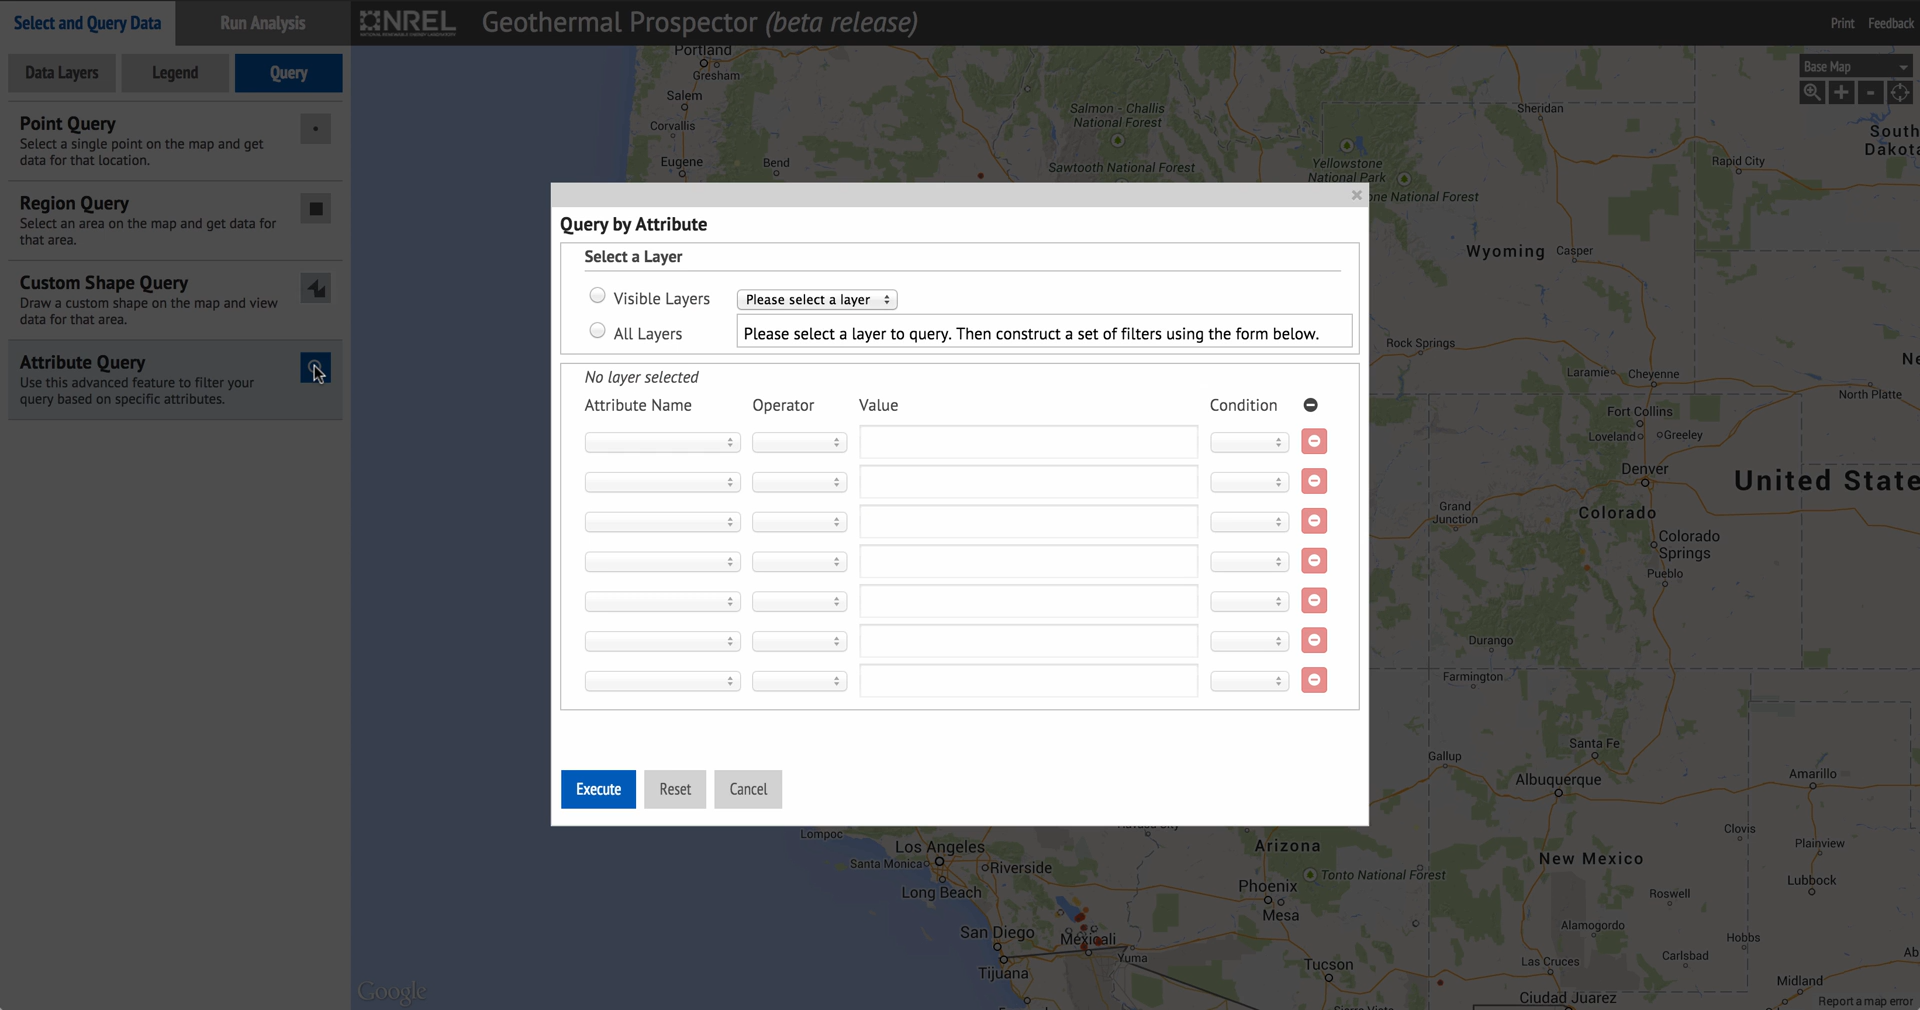 Select and Query Data
Run Analysis
NREL
Geothermal Prospector (beta release)
Print
Feedback
Data Layers
Legend
Query
Base Map
Point Query
Select a single point on the map and get
data for that location.
Region Query
Select an area on the map and get data for
that area.
Custom Shape Query
Draw a custom shape on the map and view
data for that area.
Attribute Query
Use this advanced feature to filter your
query based on specific attributes.
Portland
Gresham
Salem
Corvallis
Eugene
Bend
Salmon - Challis
National Forest
Sawtooth National Forest
Yellowstone
National Park
one National Forest
Sheridan
South
Dakota
Rapid City
Wyoming
Casper
Query by Attribute
Select a Layer
Visible Layers
Please select a layer
All Layers
Please select a layer to query. Then construct a set of filters using the form below.
No layer selected
Attribute Name
Operator
Value
Condition
Execute
Reset
Cancel
Rock Springs
Laramie
Cheyenne
Ne
North Platte
Fort Collins
Loveland
Greeley
Denver
United State
Grand
Junction
Colorado
Colorado
Springs
Pueblo
Durango
Farmington
Gallup
Santa Fe
Albuquerque
Amarillo
Lompoc
Los Angeles
Santa Monica
Riverside
Long Beach
Arizona
Phoenix
Mesa
Tonto National Forest
New Mexico
Clovis
Plainview
Lubbock
Roswell
San Diego
Mexicali
Tijuana
Yuma
Tucson
Alamogordo
Hobbs
Ab
Las Cruces
Carlsbad
Midland
Ciudad Juarez
Google
Report a map error